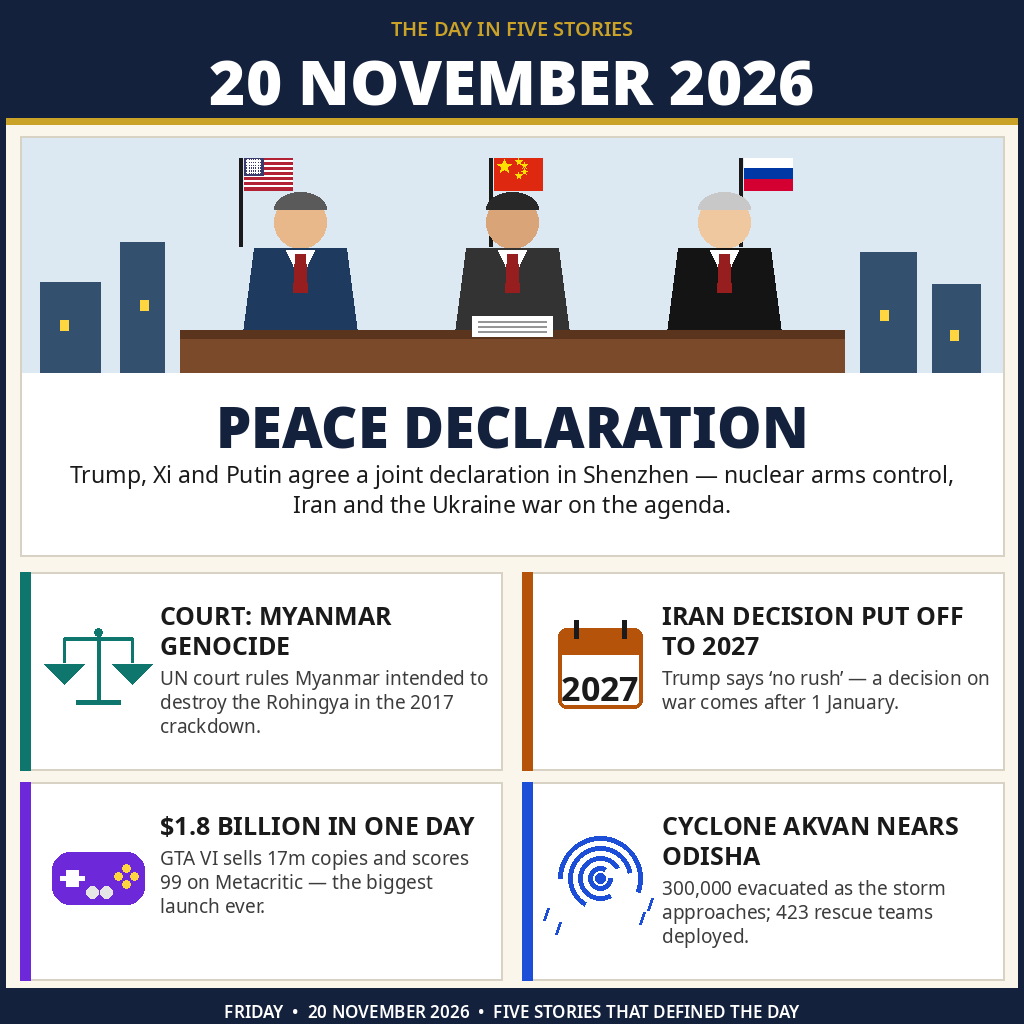 THE DAY IN FIVE STORIES
20 NOVEMBER 2026
PEACE DECLARATION
Trump, Xi and Putin agree a joint declaration in Shenzhen — nuclear arms control,
Iran and the Ukraine war on the agenda.
COURT: MYANMAR
GENOCIDE
UN court rules Myanmar intended to
destroy the Rohingya in the 2017
crackdown.
2027
IRAN DECISION PUT OFF
TO 2027
Trump says ‘no rush’ — a decision on
war comes after 1 January.
$1.8 BILLION IN ONE DAY
GTA VI sells 17m copies and scores
99 on Metacritic — the biggest
launch ever.
CYCLONE AKVAN NEARS
ODISHA
300,000 evacuated as the storm
approaches; 423 rescue teams
deployed.
FRIDAY • 20 NOVEMBER 2026 • FIVE STORIES THAT DEFINED THE DAY